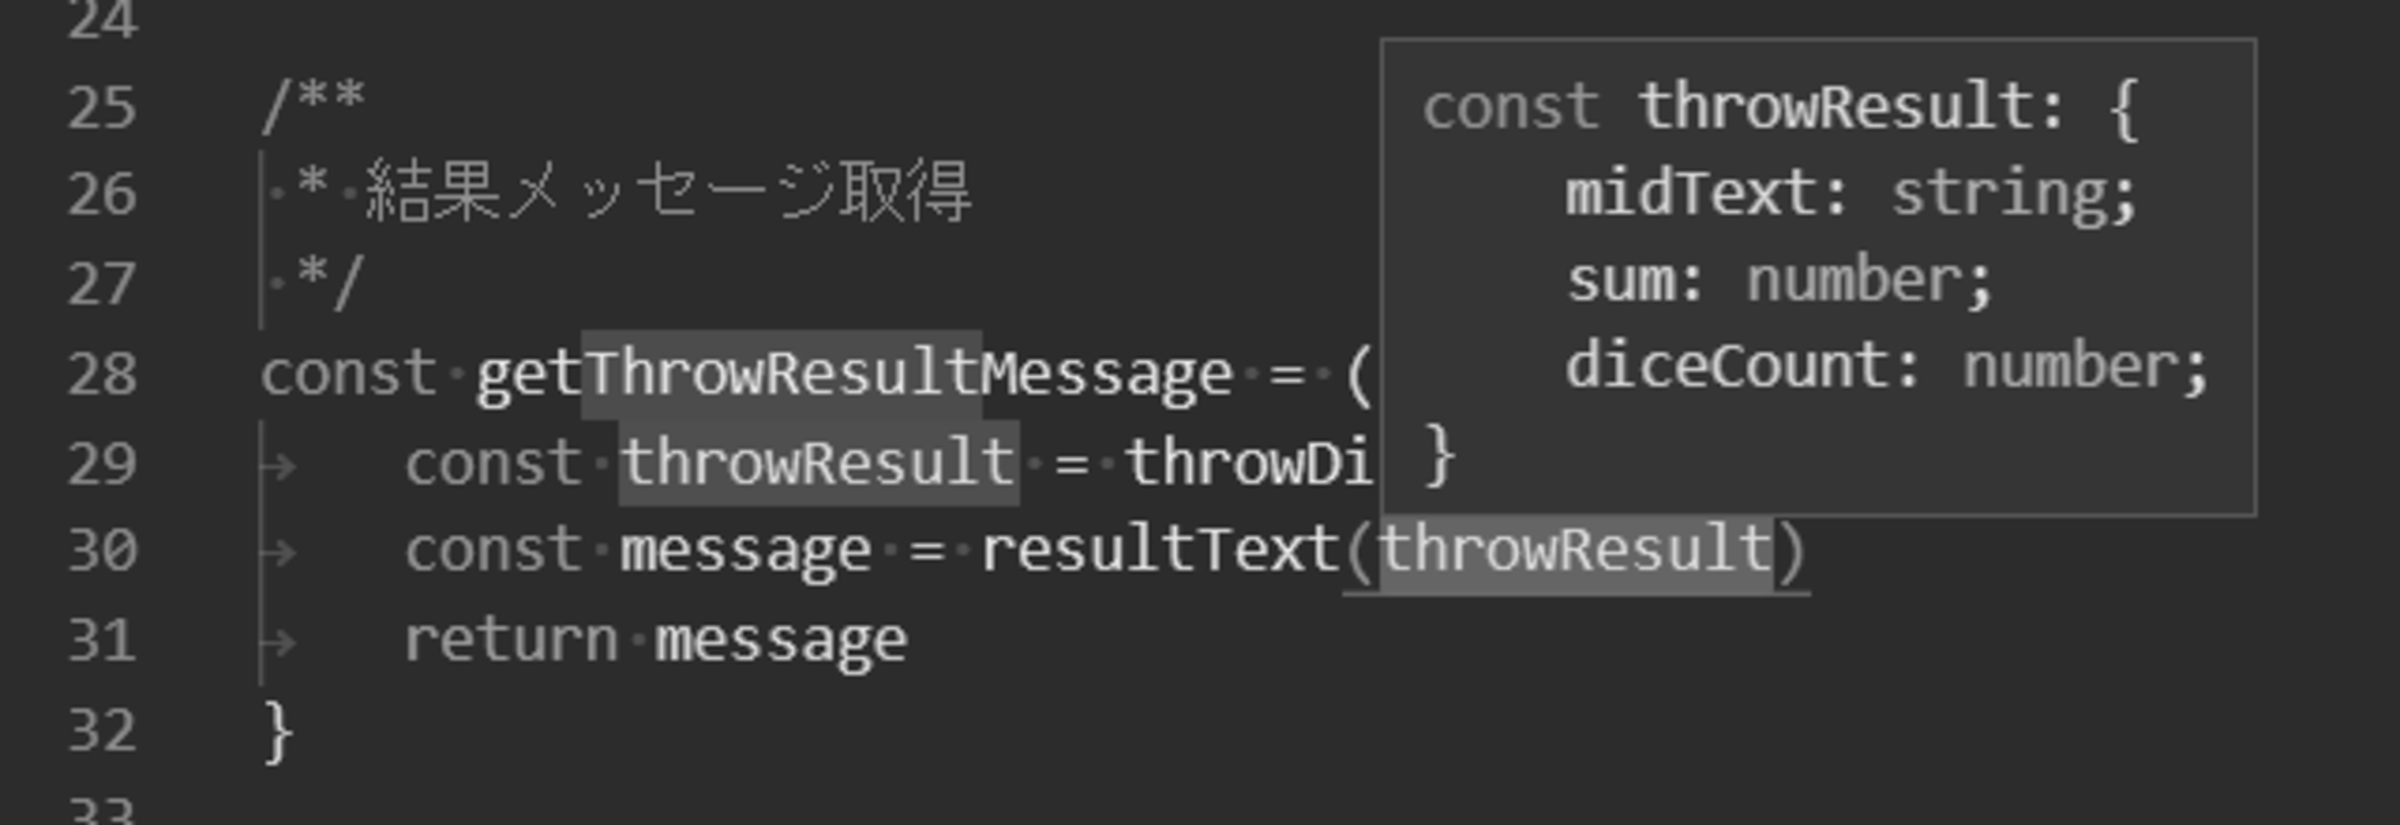 24
25 /**
26 * 結果メッセージ取得
27 */
28 const getThrowResultMessage = (
29 const throwResult = throwDi
30 const message = resultText(throwResult)
31 return message
32 }
33
const throwResult: {
midText: string;
sum: number;
diceCount: number;
}